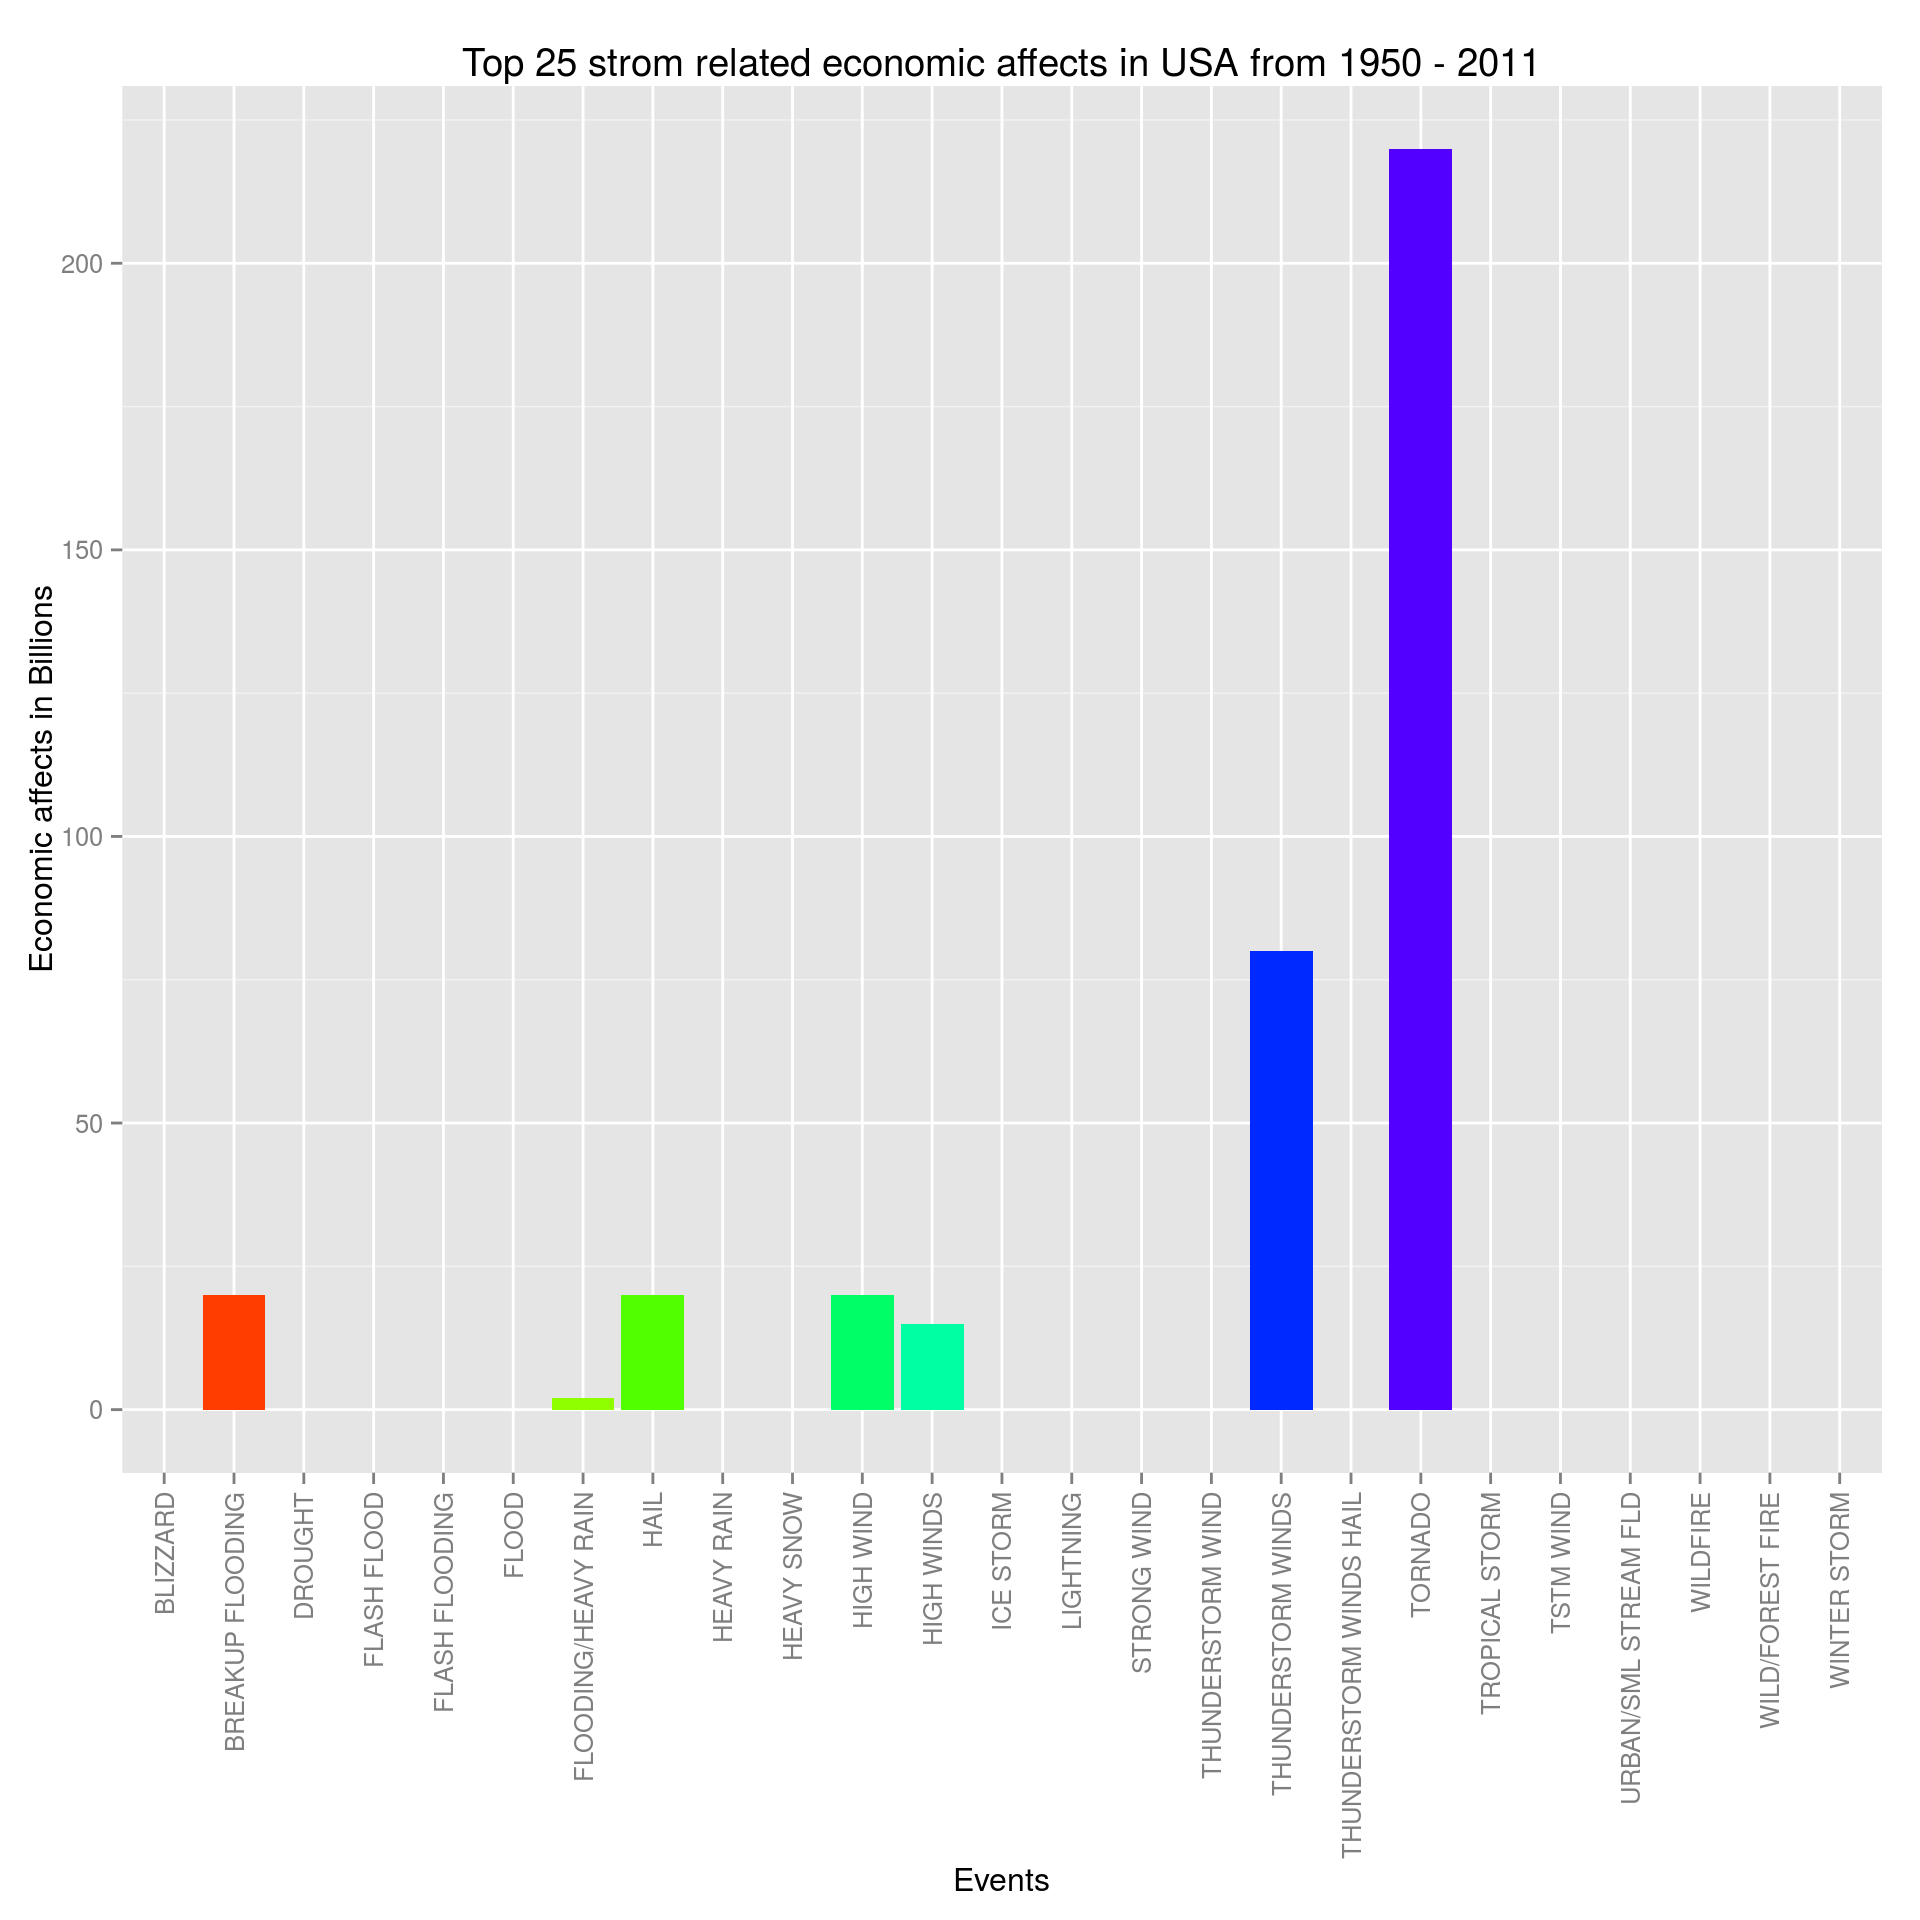 Top 25 strom related economic affects in USA from 1950 - 2011
Economic affects in Billions
200
150
100
50
0
BLIZZARD
BREAKUP FLOODING
DROUGHT
FLASH FLOOD
FLASH FLOODING
FLOOD
FLOODING/HEAVY RAIN
HAIL
HEAVY RAIN
HEAVY SNOW
HIGH WIND
HIGH WINDS
ICE STORM
LIGHTNING
STRONG WIND
THUNDERSTORM WIND
THUNDERSTORM WINDS
THUNDERSTORM WINDS HAIL
TORNADO
TROPICAL STORM
TSTM WIND
URBAN/SML STREAM FLD
WILDFIRE
WILD/FOREST FIRE
WINTER STORM
Events